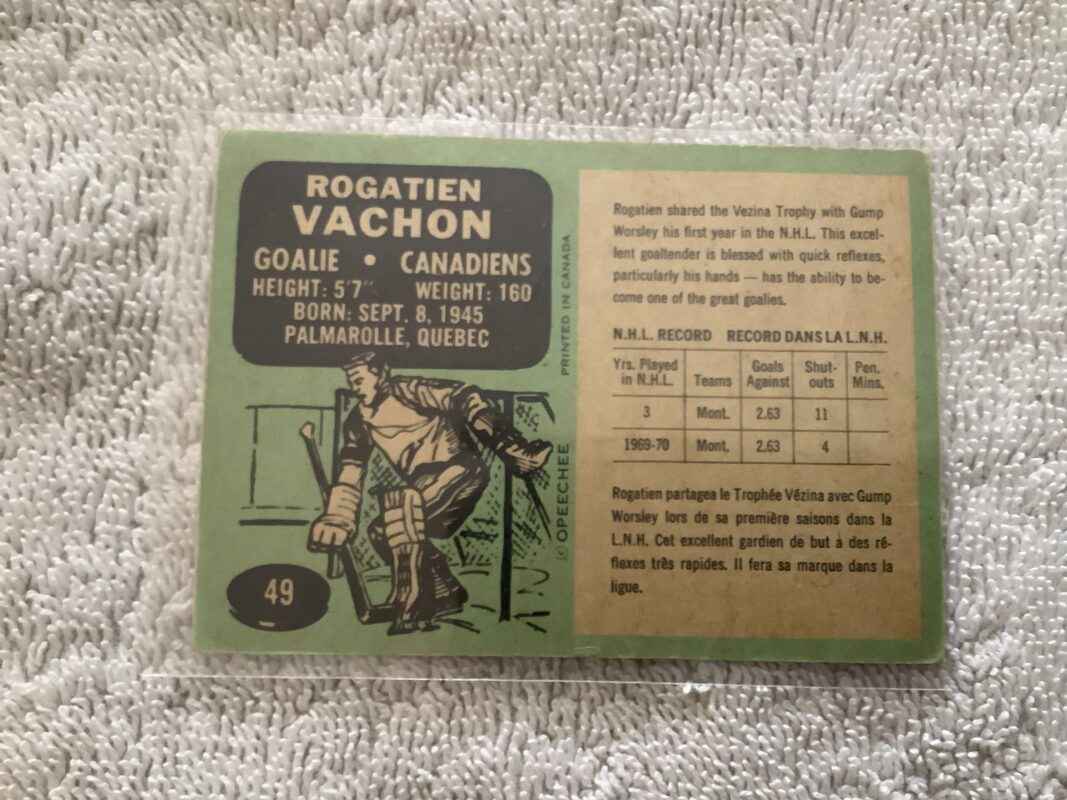 ROGATIEN
VACHON
GOALIE • CANADIENS
HEIGHT: 5'7" WEIGHT: 160
BORN: SEPT. 8, 1945
PALMAROLLE, QUEBEC
49
PRINTED IN CANADA
© OPEECHEE
Rogatien shared the Vezina Trophy with Gump
Worsley his first year in the N.H.L. This excel-
lent goaltender is blessed with quick reflexes,
particularly his hands — has the ability to be-
come one of the great goalies.
N.H.L. RECORD RECORD DANS LA L.N.H.
Yrs. Played in N.H.L. Teams Goals Against Shut-outs Pen. Mins.
3 Mont. 2.63 11
1969-70 Mont. 2.63 4
Rogatien partagea le Trophée Vézina avec Gump
Worsley lors de sa première saisons dans la
L.N.H. Cet excellent gardien de but à des ré-
flexes très rapides. Il fera sa marque dans la
ligue.